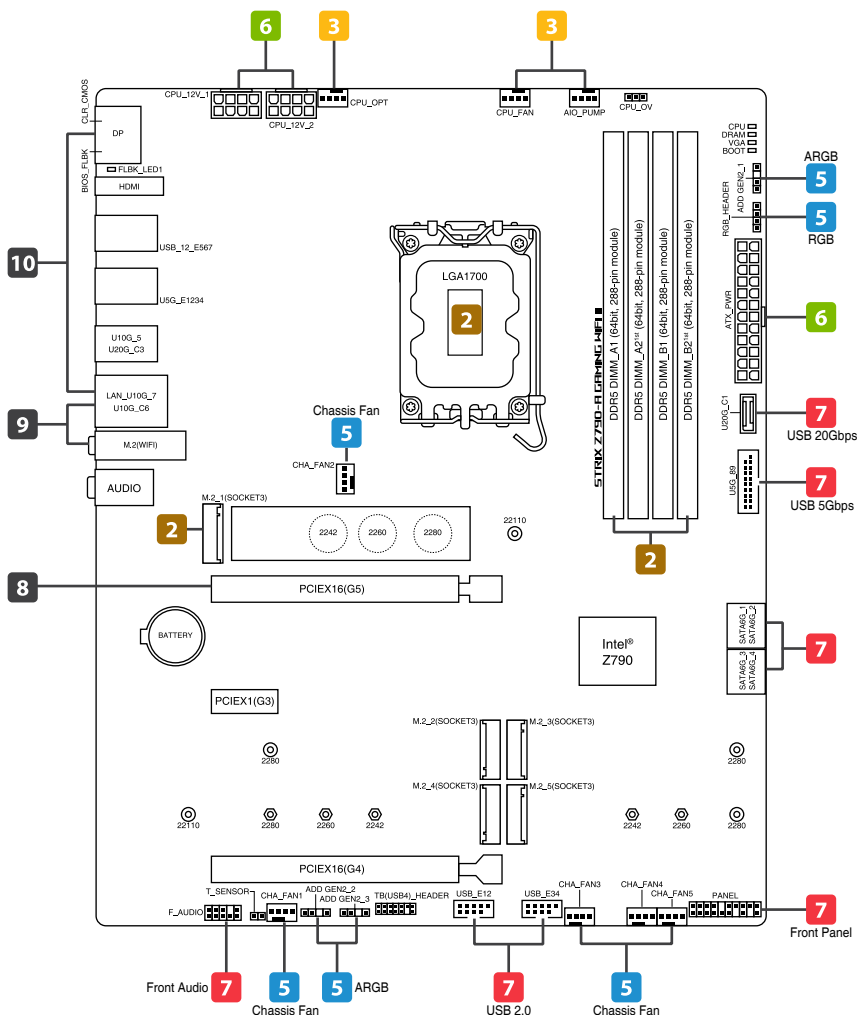 6
3
3
CPU_12V_1
CPU_12V_2
CPU_OPT
CPU_FAN
AIO_PUMP
CPU_OV
CLR_CMOS
DP
BIOS_FLBK
FLBK_LED1
HDMI
USB_12_E567
10
U5G_E1234
U10G_5
U20G_C3
LAN_U10G_7
U10G_C6
9
M.2(WIFI)
AUDIO
CPU
DRAM
VGA
BOOT
ARGB
5
ADD GEN2_1
RGB_HEADER
5
RGB
LGA1700
2
STRIX Z790-A GAMING WIFI II
DDR5 DIMM_A1 (64bit, 288-pin module)
DDR5 DIMM_A2¹ˢᵗ (64bit, 288-pin module)
DDR5 DIMM_B1 (64bit, 288-pin module)
DDR5 DIMM_B2¹ˢᵗ (64bit, 288-pin module)
ATX_PWR
6
U20G_C1
7
USB 20Gbps
U5G_89
7
USB 5Gbps
Chassis Fan
5
CHA_FAN2
M.2_1(SOCKET3)
2
2242
2260
2280
22110
2
8
PCIEX16(G5)
BATTERY
Intel®
Z790
SATA6G_1
SATA6G_2
7
SATA6G_3
SATA6G_4
PCIEX1(G3)
M.2_2(SOCKET3)
M.2_3(SOCKET3)
2280
2280
M.2_4(SOCKET3)
M.2_5(SOCKET3)
22110
2280
2260
2242
2242
2260
2280
PCIEX16(G4)
T_SENSOR
F_AUDIO
CHA_FAN1
ADD GEN2_2
ADD GEN2_3
TB(USB4)_HEADER
USB_E12
USB_E34
CHA_FAN3
CHA_FAN4
CHA_FAN5
PANEL
7
Front Panel
Front Audio
7
5
Chassis Fan
5
ARGB
7
USB 2.0
5
Chassis Fan